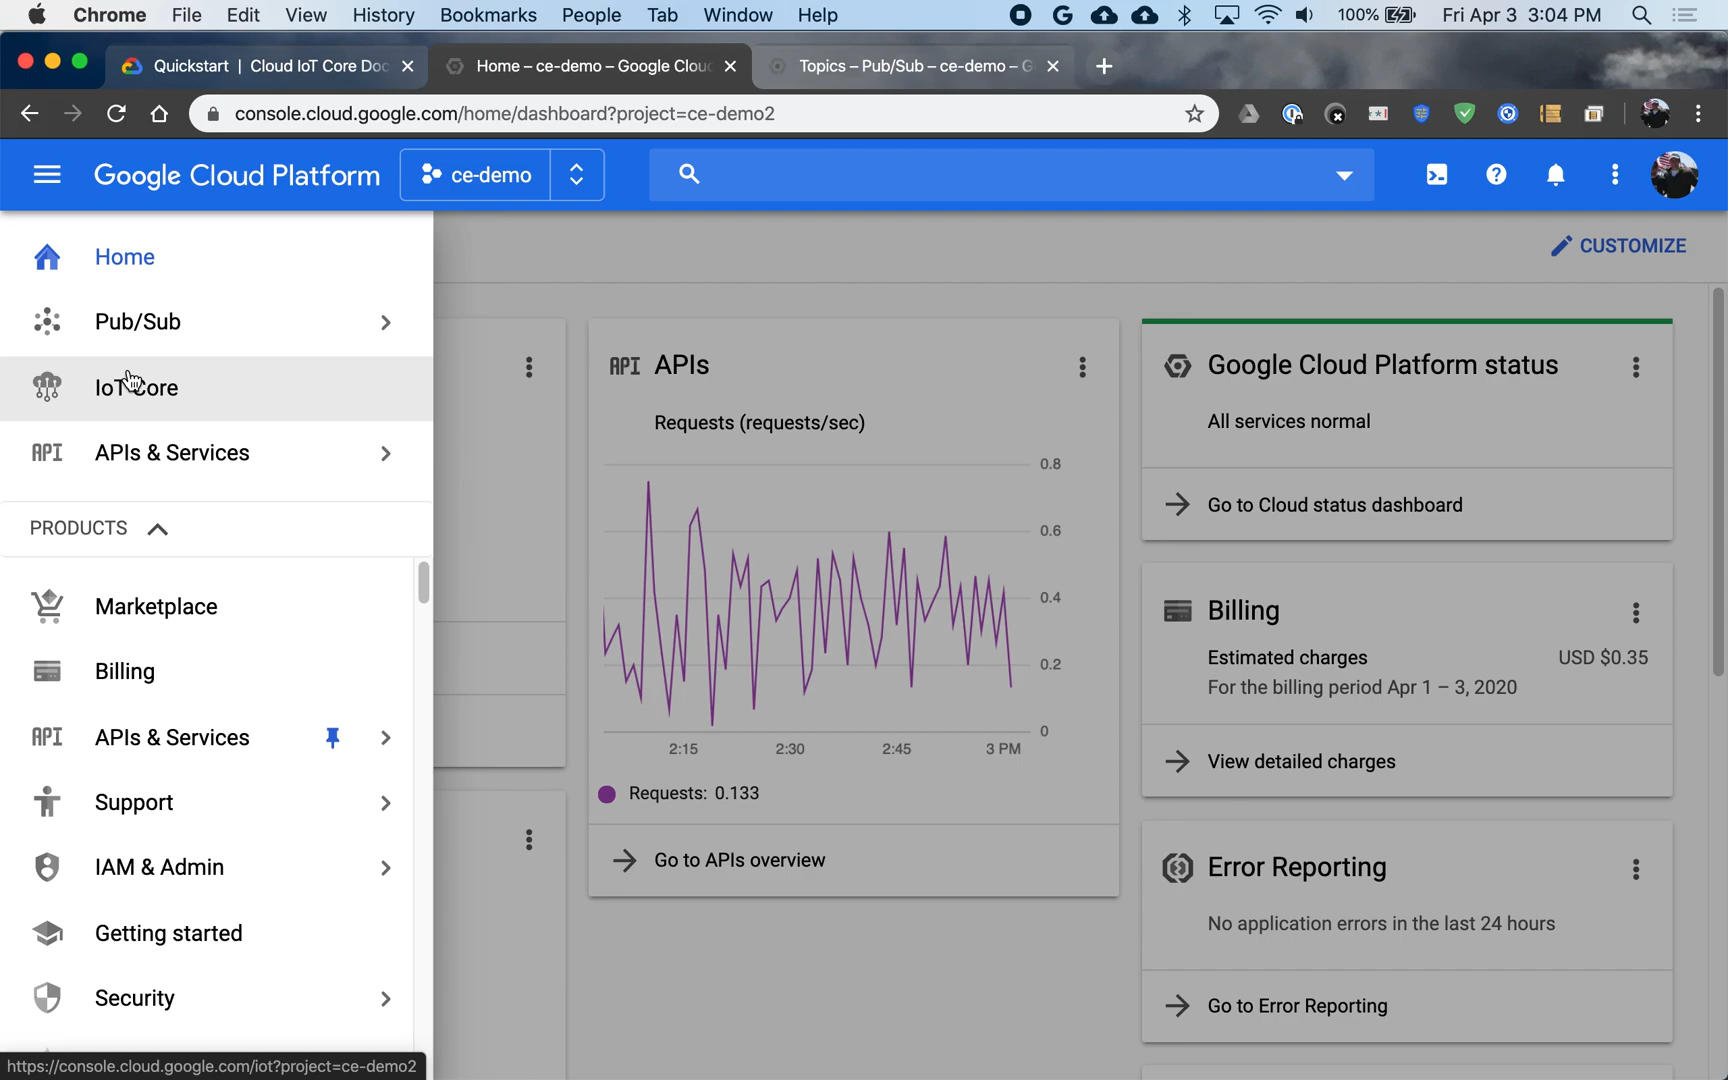 Chrome File Edit View History Bookmarks People Tab Window Help 100% Fri Apr 3 3:04 PM
Quickstart | Cloud IoT Core Doc
Home – ce-demo – Google Clou
Topics – Pub/Sub – ce-demo – G
console.cloud.google.com/home/dashboard?project=ce-demo2
Google Cloud Platform ce-demo
CUSTOMIZE
Home
Pub/Sub
IoT Core
API APIs & Services
PRODUCTS
Marketplace
Billing
API APIs & Services
Support
IAM & Admin
Getting started
Security
https://console.cloud.google.com/iot?project=ce-demo2
API APIs
Requests (requests/sec)
0.8
0.6
0.4
0.2
0
2:15 2:30 2:45 3 PM
Requests: 0.133
Go to APIs overview
Google Cloud Platform status
All services normal
Go to Cloud status dashboard
Billing
Estimated charges USD $0.35
For the billing period Apr 1 – 3, 2020
View detailed charges
Error Reporting
No application errors in the last 24 hours
Go to Error Reporting